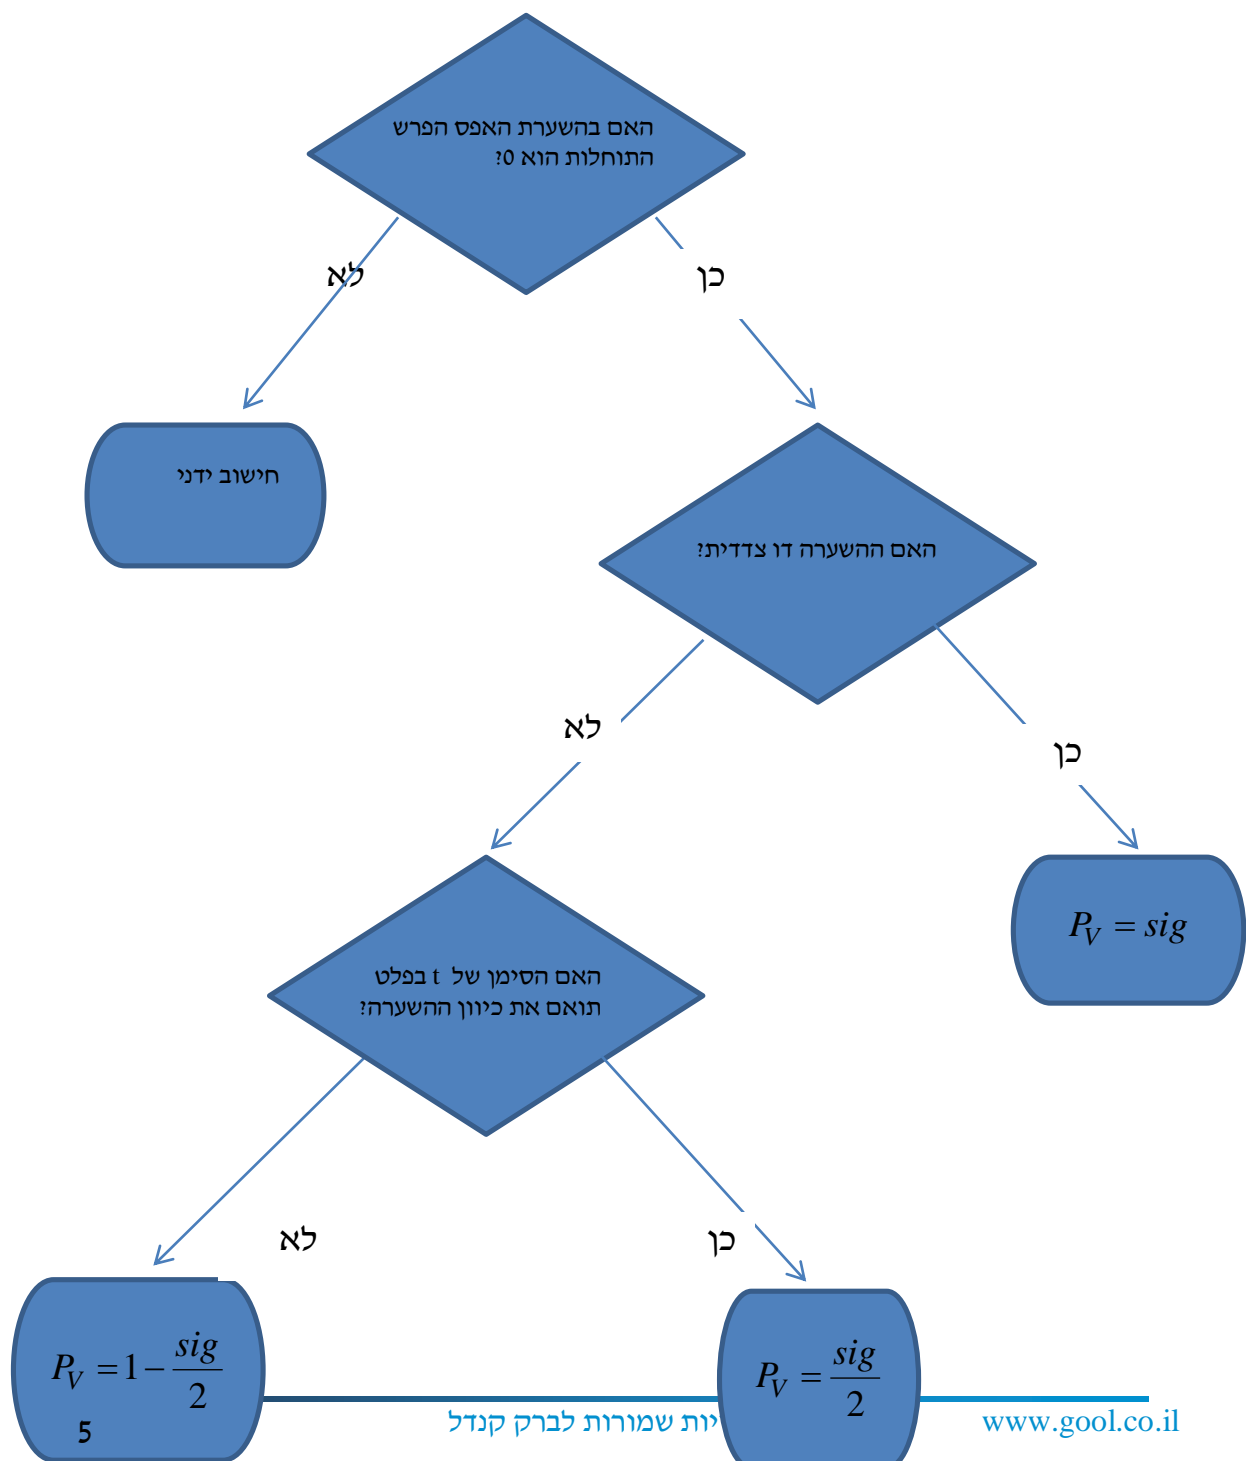 האם בהשערת האפס הפרש
התוחלות הוא 0?
לא
כן
חישוב ידני
האם ההשערה דו צדדית?
לא
כן
P_V = sig
האם הסימן של t בפלט
תואם את כיוון ההשערה?
לא
כן
P_V = 1 - sig/2
P_V = sig/2
5
יות שמורות לברק קנדל
www.gool.co.il